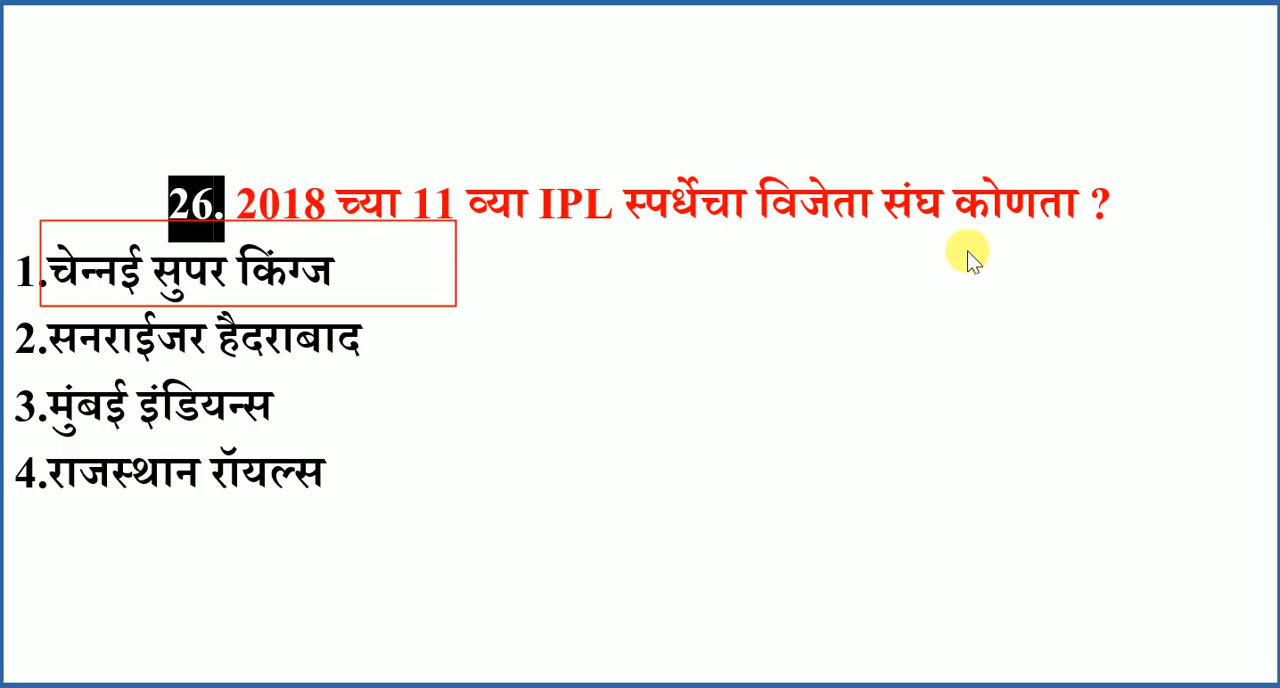 26. 2018 च्या 11 व्या IPL स्पर्धेचा विजेता संघ कोणता ?
1.चेन्नई सुपर किंग्ज
2.सनराईजर हैदराबाद
3.मुंबई इंडियन्स
4.राजस्थान रॉयल्स